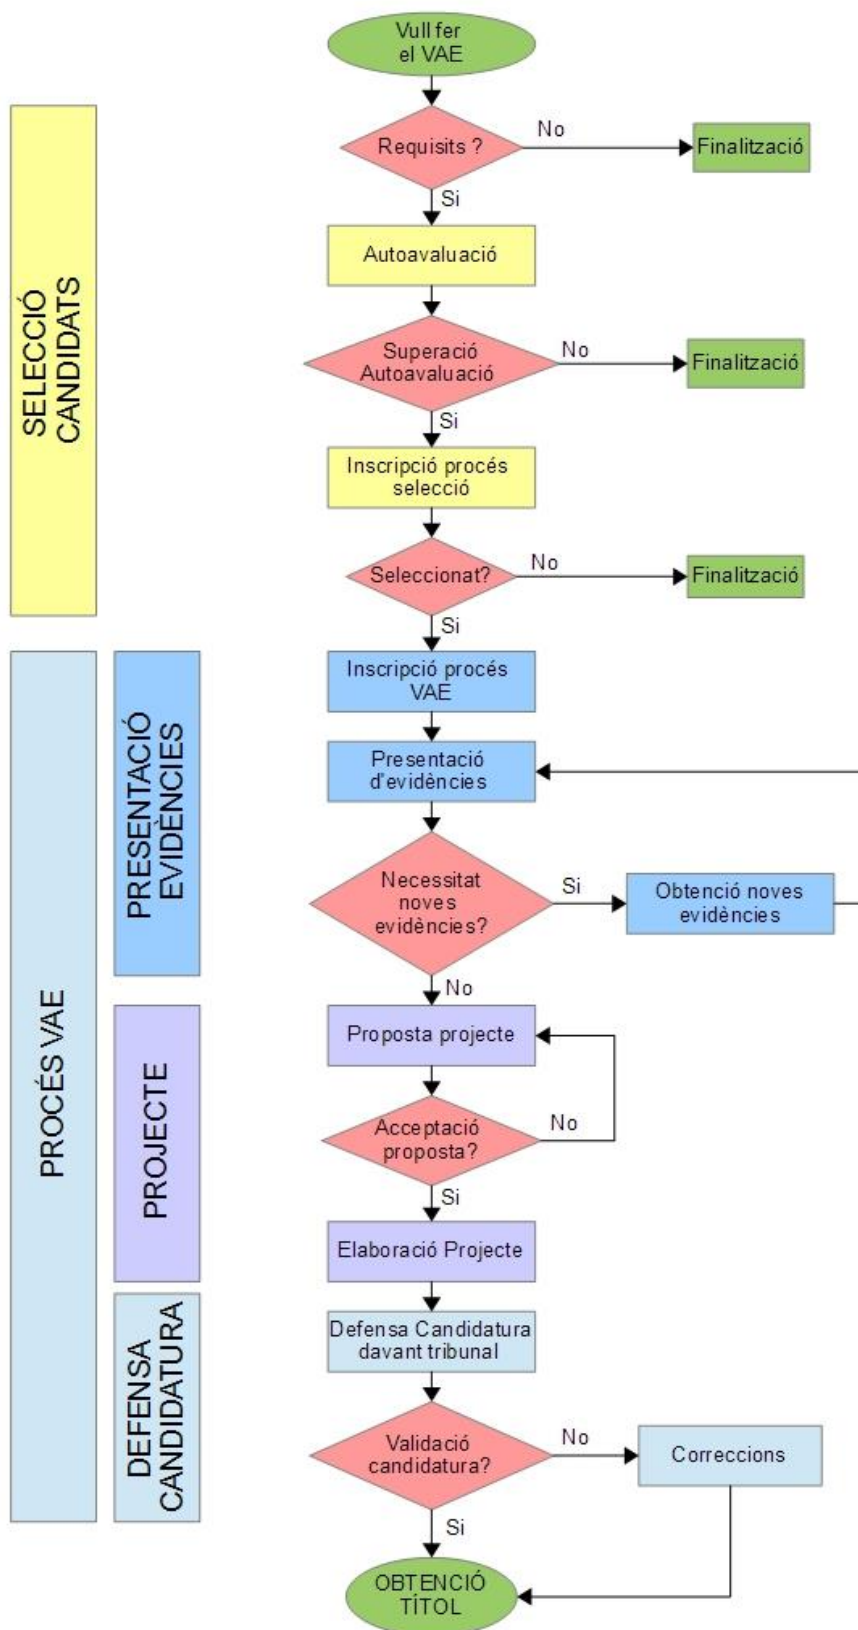 Vull fer
el VAE
Requisits ?
No
Finalització
Si
Autoavaluació
Superació
Autoavaluació
No
Finalització
Si
Inscripció procés
selecció
Seleccionat?
No
Finalització
Si
SELECCIÓ
CANDIDATS
Inscripció procés
VAE
Presentació
d'evidències
Necessitat
noves
evidències?
Si
Obtenció noves
evidències
No
PRESENTACIÓ
EVIDÈNCIES
PROCÉS VAE
Proposta projecte
Acceptació
proposta?
No
Si
Elaboració Projecte
PROJECTE
Defensa Candidatura
davant tribunal
Validació
candidatura?
No
Correccions
Si
DEFENSA
CANDIDATURA
OBTENCIÓ
TÍTOL